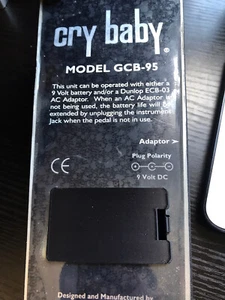 cry baby®
MODEL GCB-95
This unit can be operated with either a
9 Volt battery and/or a Dunlop ECB-03
AC Adaptor. When an AC Adaptor is
not being used, the battery life will be
extended by unplugging the instrument
Jack when the pedal is not in use.
Adaptor >
Plug Polarity
CE
9 Volt DC
Designed and Manufactured by